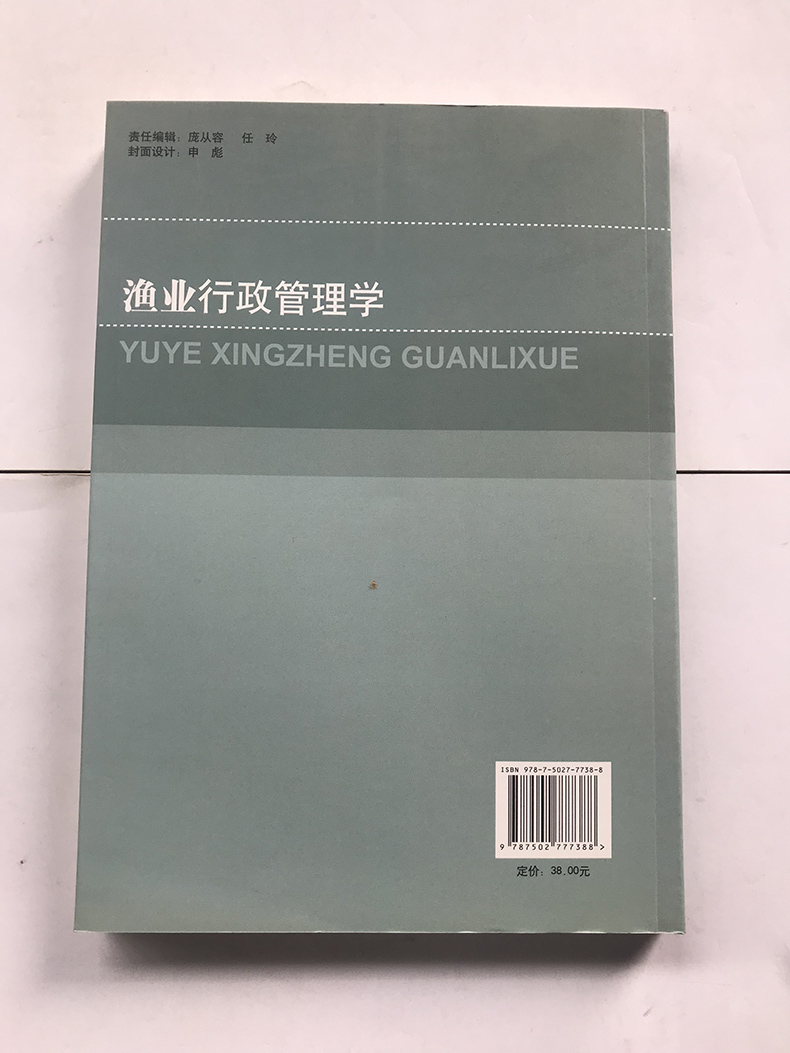 责任编辑：庞从容 任 玲
封面设计：申 彪
渔业行政管理学
YUYE XINGZHENG GUANLIXUE
ISBN 978-7-5027-7738-8
9 787502 777388 >
定价：38.00元